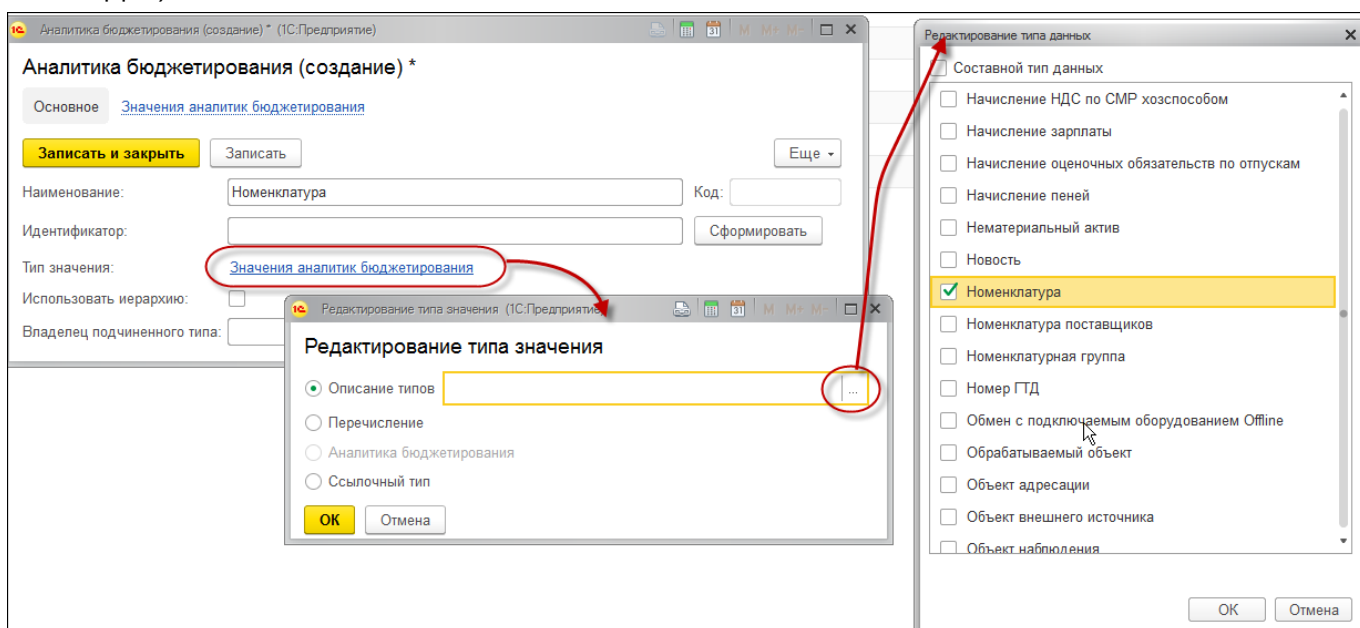 Аналитика бюджетирования (создание) * (1С:Предприятие)
31 M M+ M-
Аналитика бюджетирования (создание) *
Основное Значения аналитик бюджетирования
Записать и закрыть Записать Еще
Наименование: Номенклатура Код:
Идентификатор: Сформировать
Тип значения: Значения аналитик бюджетирования
Использовать иерархию:
Владелец подчиненного типа:
Редактирование типа значения (1С:Предприятие)
31 M M+ M-
Редактирование типа значения
Описание типов ...
Перечисление
Аналитика бюджетирования
Ссылочный тип
ОК Отмена
Редактирование типа данных
Составной тип данных
Начисление НДС по СМР хозспособом
Начисление зарплаты
Начисление оценочных обязательств по отпускам
Начисление пеней
Нематериальный актив
Новость
Номенклатура
Номенклатура поставщиков
Номенклатурная группа
Номер ГТД
Обмен с подключаемым оборудованием Offline
Обрабатываемый объект
Объект адресации
Объект внешнего источника
Объект наблюдения
ОК Отмена